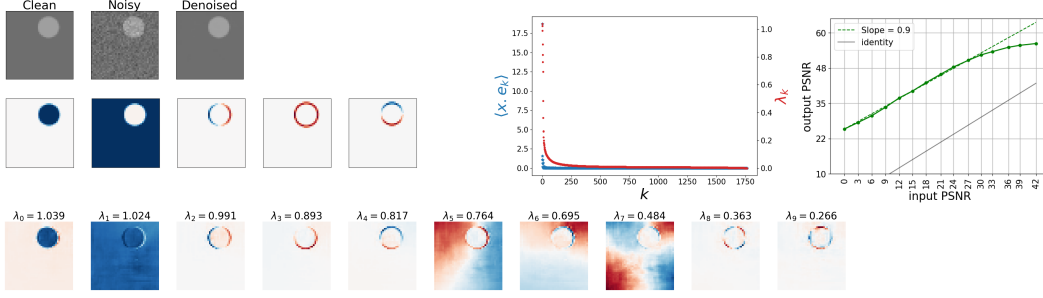 Clean Noisy Denoised
17.5
15.0
12.5
10.0
7.5
5.0
2.5
0.0
⟨x.e_k⟩
0 250 500 750 1000 1250 1500 1750
k
1.0
0.8
0.6
0.4
0.2
0.0
λ_k
output PSNR
60
48
35
22
10
Slope = 0.9
identity
0 3 6 9 12 15 18 21 24 27 30 33 36 39 42
input PSNR
λ_0 = 1.039 λ_1 = 1.024 λ_2 = 0.991 λ_3 = 0.893 λ_4 = 0.817 λ_5 = 0.764 λ_6 = 0.695 λ_7 = 0.484 λ_8 = 0.363 λ_9 = 0.266